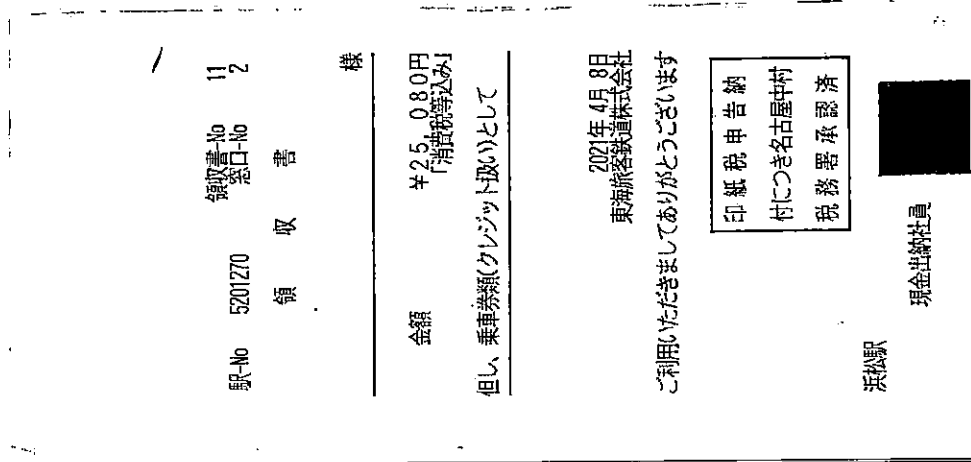 領収書-No 11
駅-No 5201270 窓口-No 2
領収書
様
金額 ¥25,080円
「消費税等込み」
但し、乗車券類(クレジット扱い)として
2021年 4月 8日
東海旅客鉄道株式会社
ご利用いただきましてありがとうございます
印紙税申告納
付につき名古屋中村
税務署承認済
浜松駅
現金出納社員